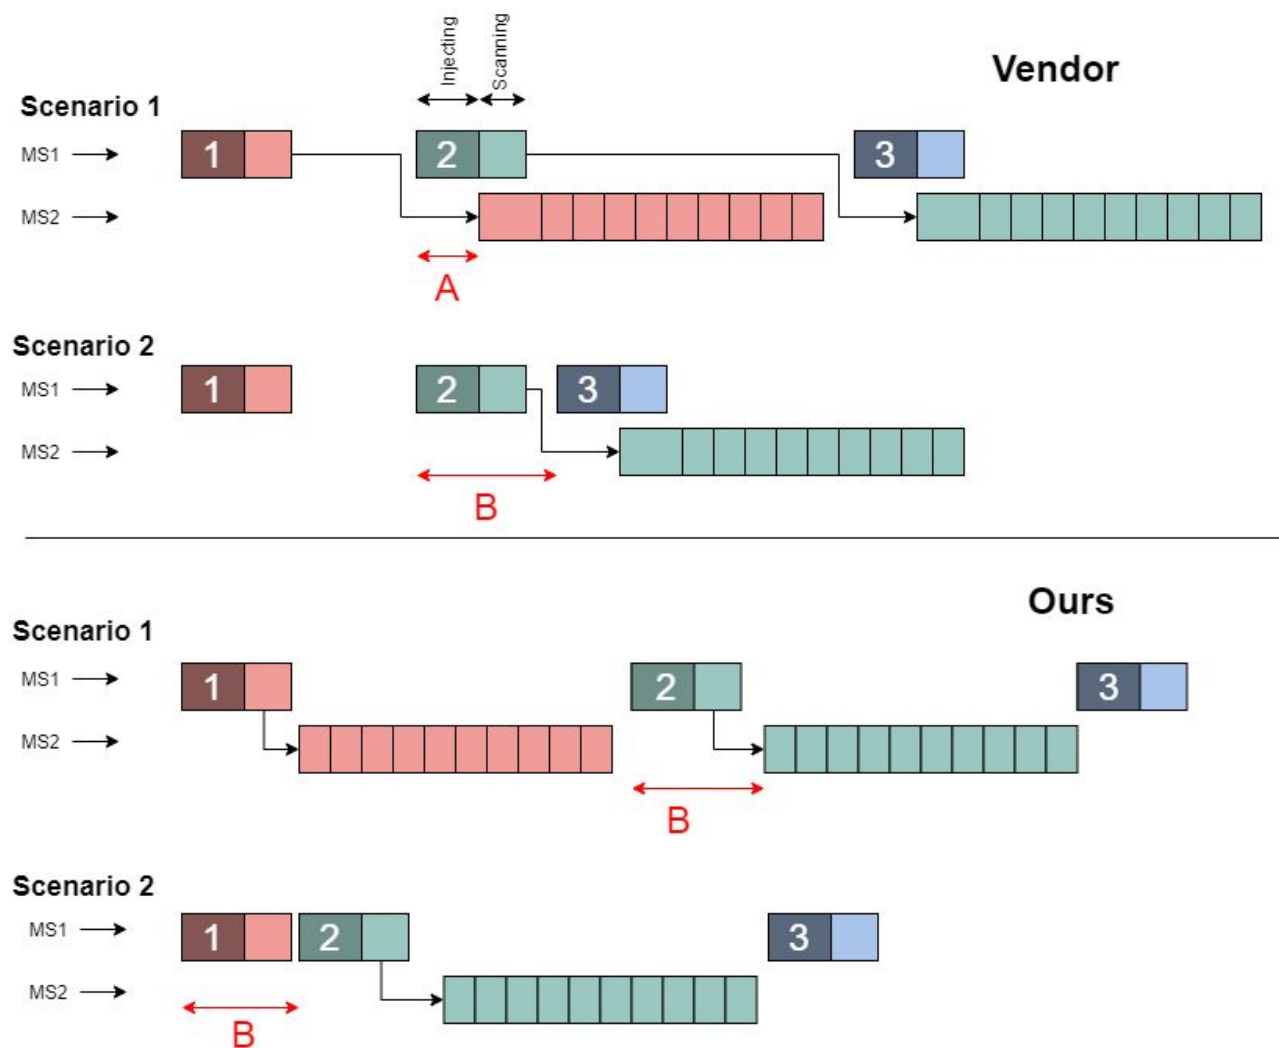 Injecting
Scanning
Vendor
Scenario 1
MS1
1
2
3
MS2
A
Scenario 2
MS1
1
2
3
MS2
B
Ours
Scenario 1
MS1
1
2
3
MS2
B
Scenario 2
MS1
1
2
3
MS2
B